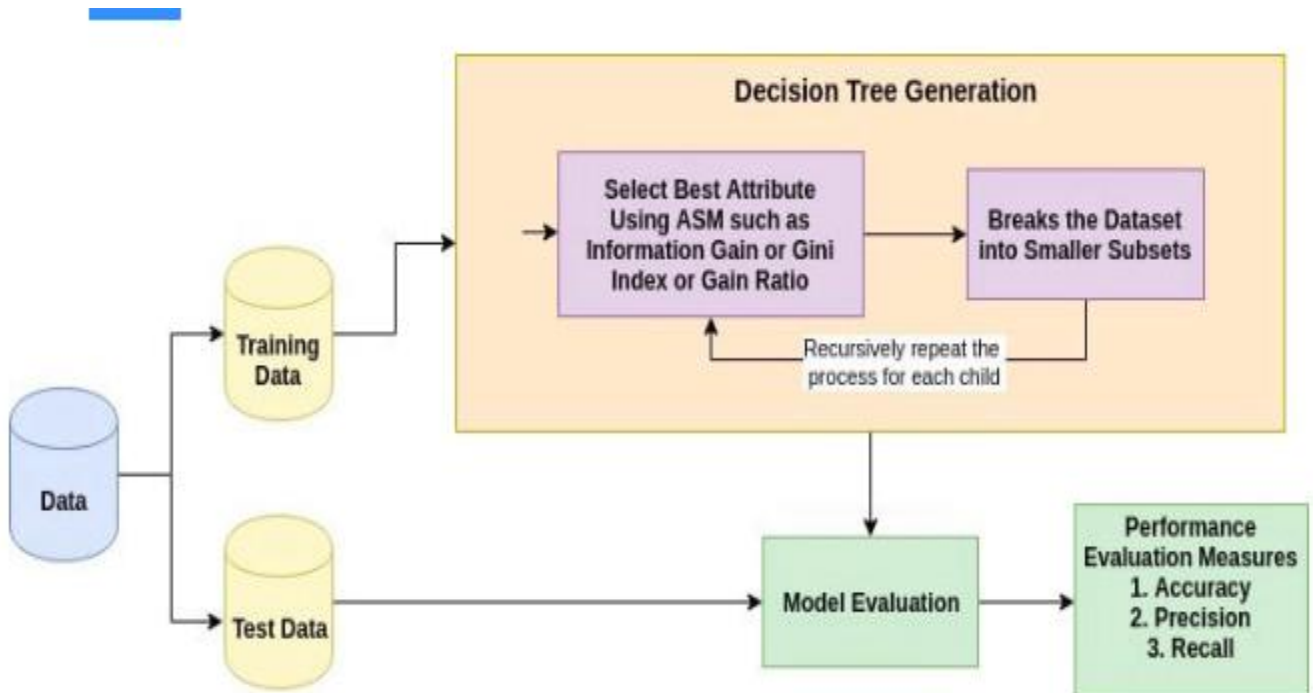 Decision Tree Generation
Select Best Attribute
Using ASM such as
Information Gain or Gini
Index or Gain Ratio
Breaks the Dataset
into Smaller Subsets
Recursively repeat the
process for each child
Training
Data
Data
Test Data
Model Evaluation
Performance
Evaluation Measures
1. Accuracy
2. Precision
3. Recall